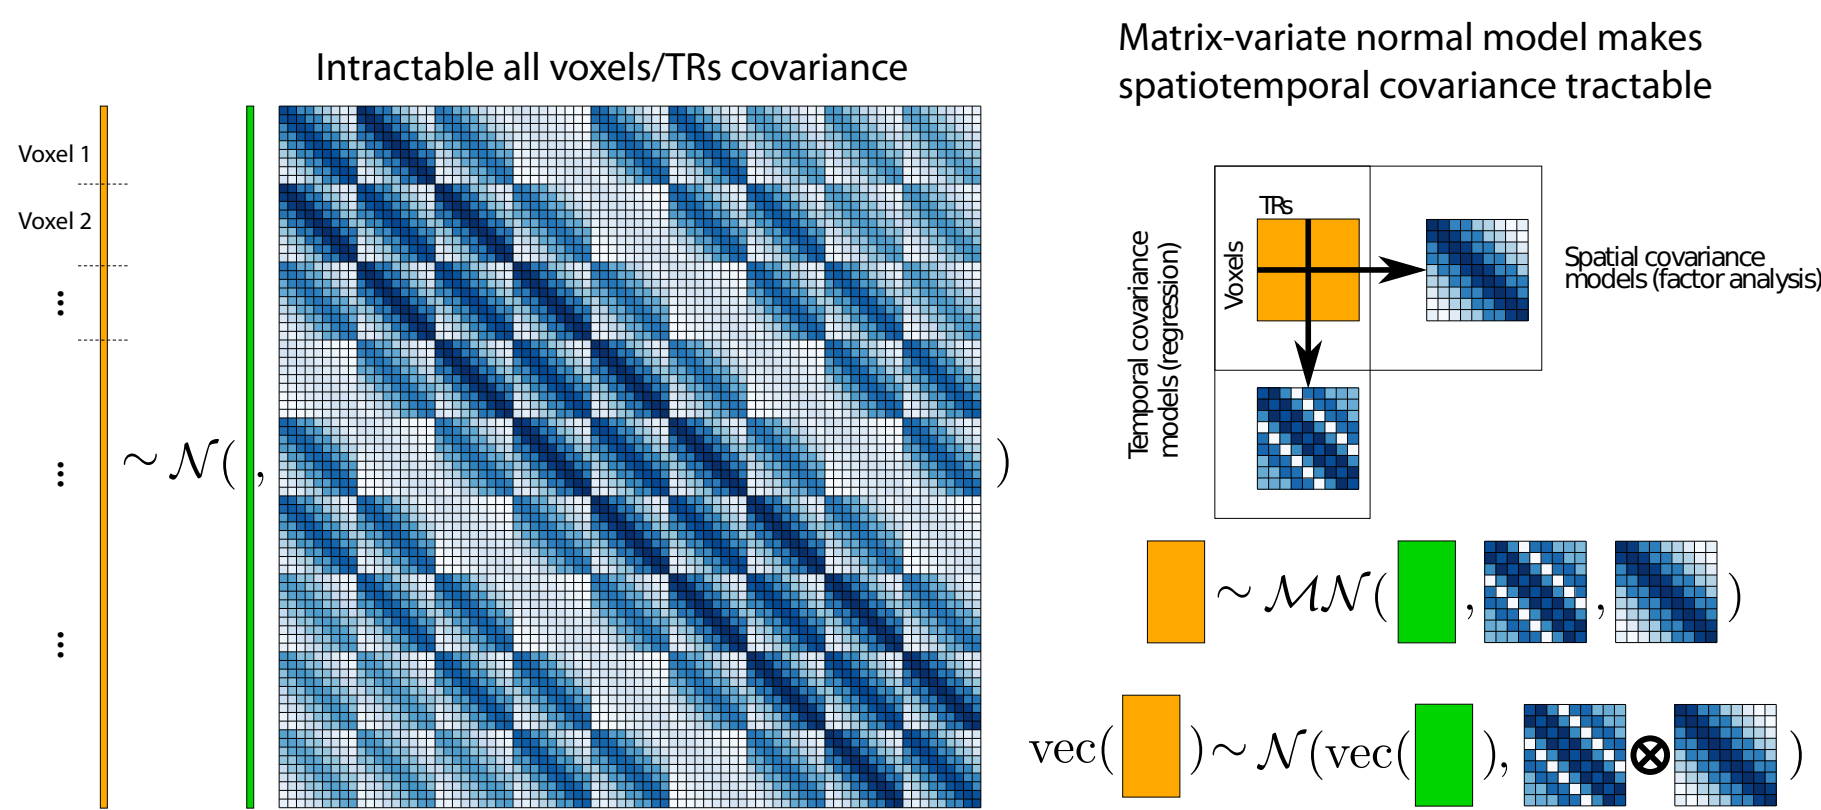 Intractable all voxels/TRs covariance
Voxel 1
Voxel 2
...
...
...
∼ 𝒩( , )
Matrix-variate normal model makes
spatiotemporal covariance tractable
TRs
Voxels
Temporal covariance
models (regression)
Spatial covariance
models (factor analysis)
∼ ℳ𝒩( , , )
vec( ) ∼ 𝒩(vec( ), ⊗ )